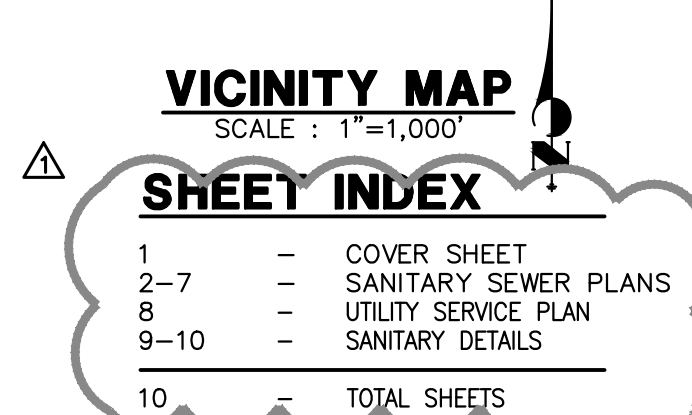 VICINITY MAP
SCALE : 1"=1,000'
N
1
SHEET INDEX
1 – COVER SHEET
2–7 – SANITARY SEWER PLANS
8 – UTILITY SERVICE PLAN
9–10 – SANITARY DETAILS
10 – TOTAL SHEETS